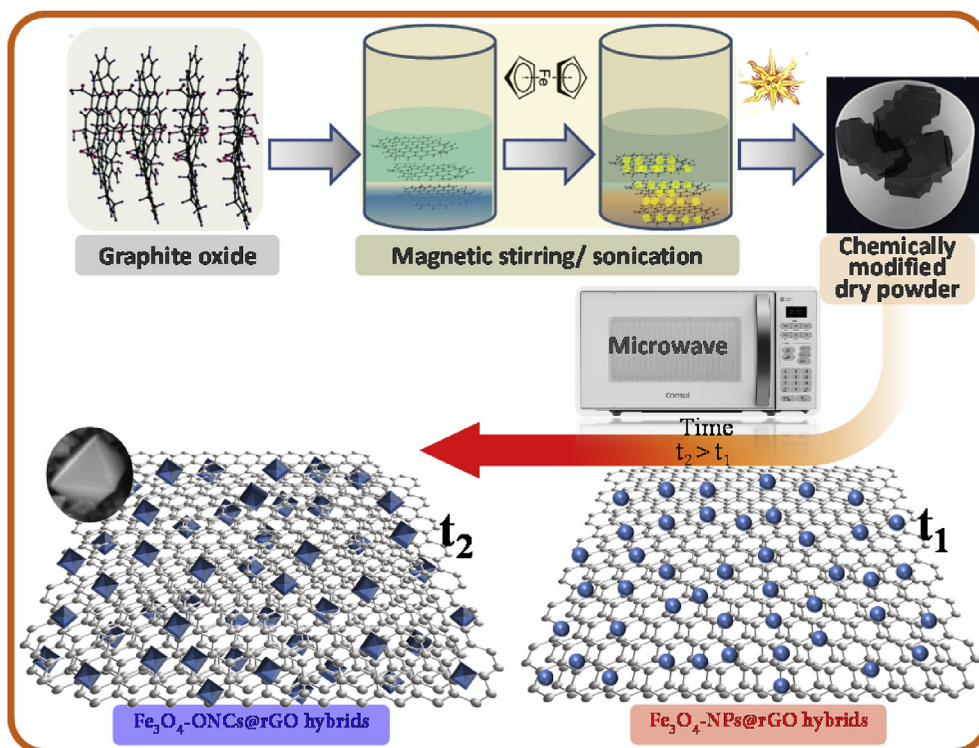 Fe
Graphite oxide
Magnetic stirring/ sonication
Chemically
modified
dry powder
Microwave
Consul
Time
t₂ > t₁
t₂
t₁
Fe₃O₄-ONCs@rGO hybrids
Fe₃O₄-NPs@rGO hybrids